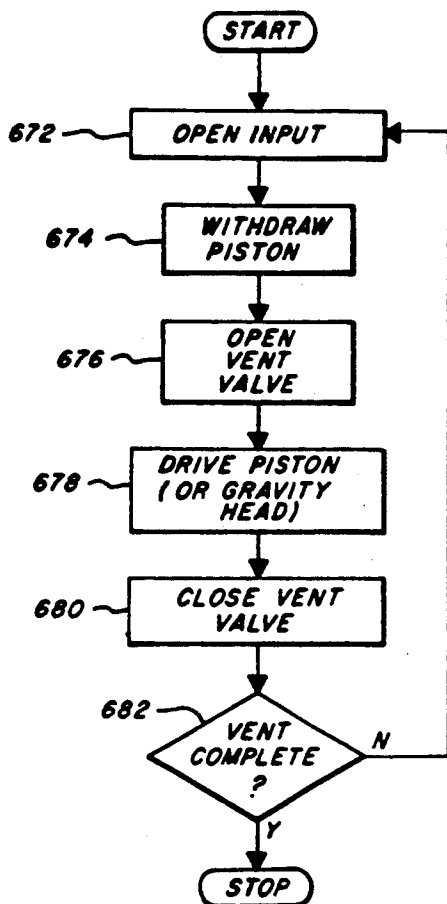 START
672
OPEN INPUT
674
WITHDRAW
PISTON
676
OPEN
VENT
VALVE
678
DRIVE PISTON
(OR GRAVITY
HEAD)
680
CLOSE VENT
VALVE
682
VENT
COMPLETE
?
N
Y
STOP